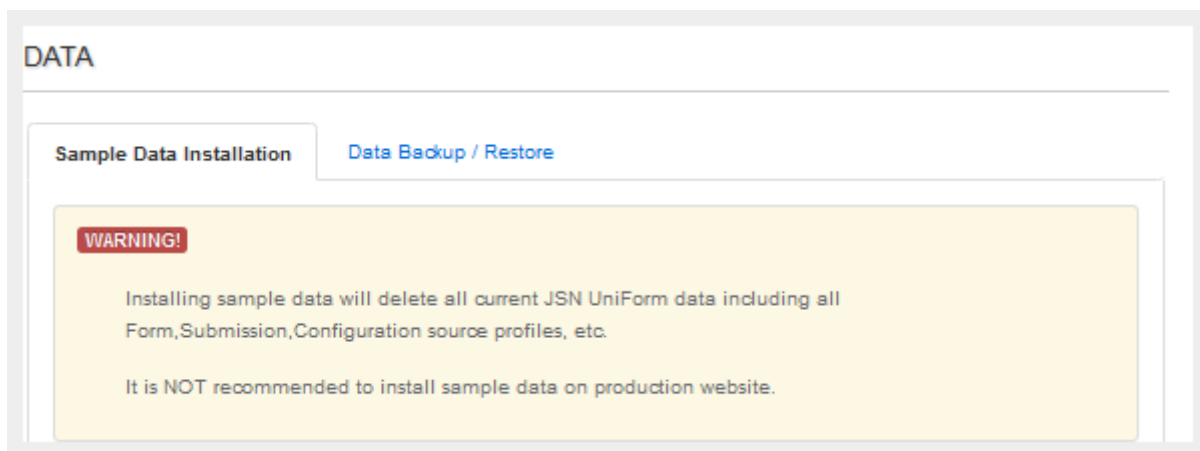 DATA
Sample Data Installation Data Backup / Restore
WARNING!
Installing sample data will delete all current JSN UniForm data including all
Form,Submission,Configuration source profiles, etc.
It is NOT recommended to install sample data on production website.